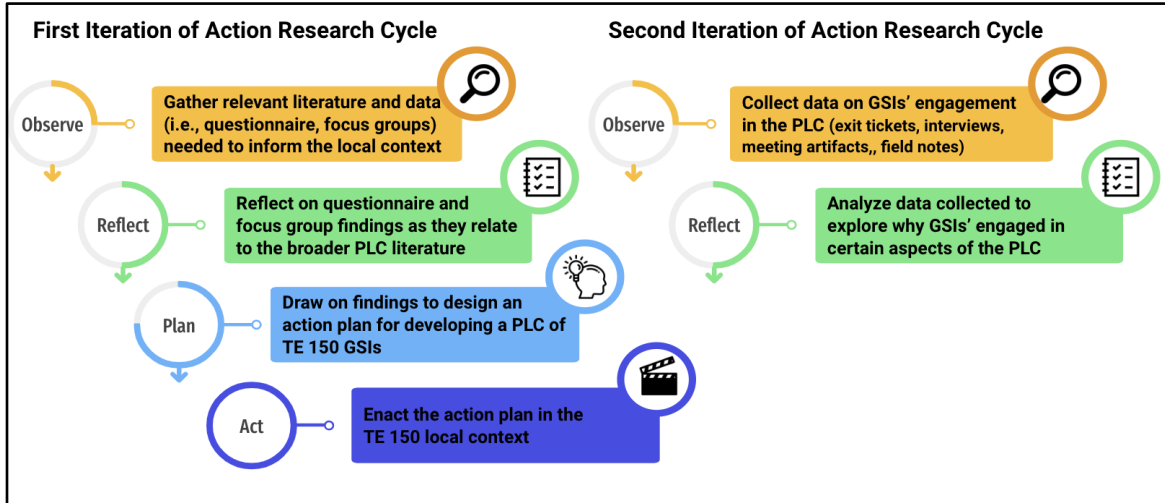 First Iteration of Action Research Cycle
Observe
Gather relevant literature and data
(i.e., questionnaire, focus groups)
needed to inform the local context
Reflect
Reflect on questionnaire and
focus group findings as they relate
to the broader PLC literature
Plan
Draw on findings to design an
action plan for developing a PLC of
TE 150 GSIs
Act
Enact the action plan in the
TE 150 local context
Second Iteration of Action Research Cycle
Observe
Collect data on GSIs’ engagement
in the PLC (exit tickets, interviews,
meeting artifacts,, field notes)
Reflect
Analyze data collected to
explore why GSIs’ engaged in
certain aspects of the PLC